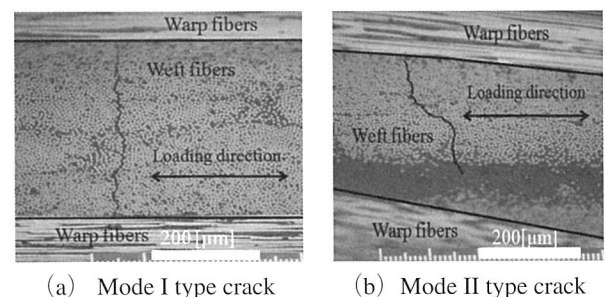 Warp fibers
Weft fibers
Loading direction
Warp fibers
200[μm]
(a) Mode I type crack
Warp fibers
Loading direction
Weft fibers
200[μm]
Warp fibers
(b) Mode II type crack